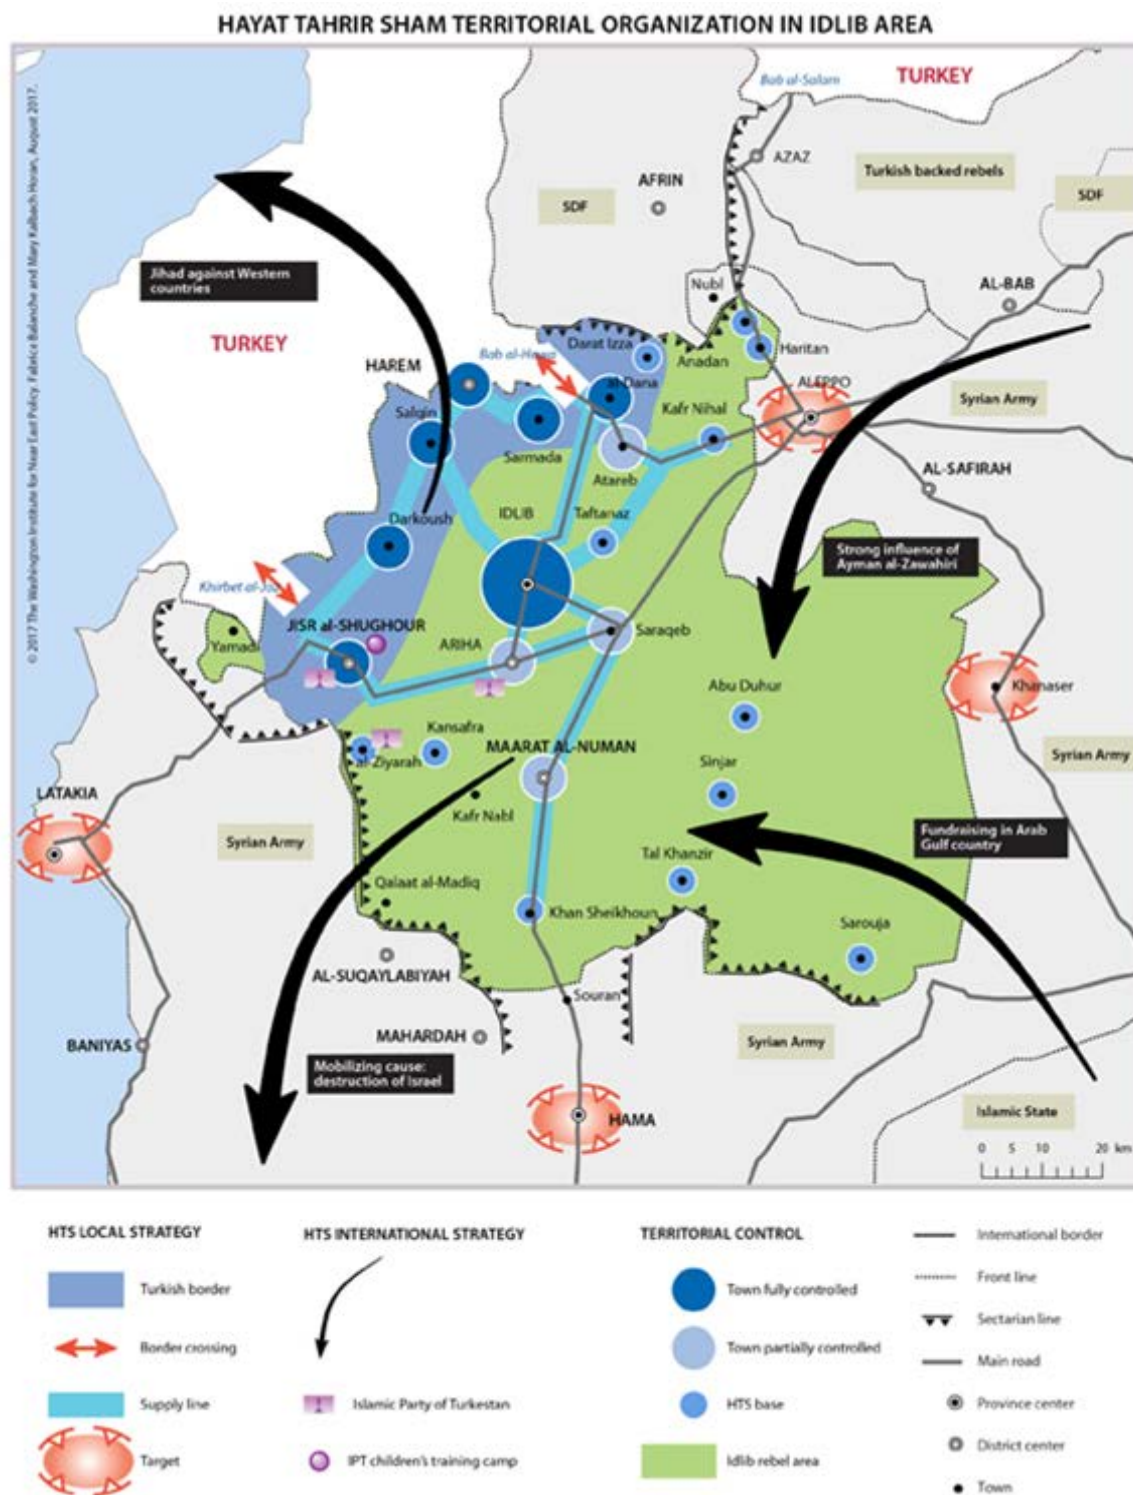 HAYAT TAHRIR SHAM TERRITORIAL ORGANIZATION IN IDLIB AREA
© 2017 The Washington Institute for Near East Policy. Fabrice Balanche and Mary Kalbach Horan, August 2017.
TURKEY
Bab al-Salam
AZAZ
Turkish backed rebels
AFRIN
SDF
SDF
Jihad against Western
countries
Nubl
AL-BAB
TURKEY
Darat Izza
Anadan
Haritan
HAREM
Bab al-Hawa
al-Dana
ALEPPO
Syrian Army
Salqin
Kafr Nihal
Sarmada
Atareb
AL-SAFIRAH
IDLIB
Taftanaz
Darkoush
Strong influence of
Ayman al-Zawahiri
Khirbet al-
JISR al-SHUGHOUR
Yamadi
ARIHA
Saraqeb
Abu Duhur
Khanaser
Kansafra
al-Ziyarah
MAARAT AL-NUMAN
Sinjar
Syrian Army
LATAKIA
Kafr Nabl
Syrian Army
Fundraising in Arab
Gulf country
Tal Khanzir
Qalaat al-Madiq
Khan Sheikhoun
Sarouja
AL-SUQAYLABIYAH
Souran
MAHARDAH
Syrian Army
BANIYAS
Mobilizing cause:
destruction of Israel
HAMA
Islamic State
0 5 10 20 km
HTS LOCAL STRATEGY
Turkish border
Border crossing
Supply line
Target
HTS INTERNATIONAL STRATEGY
Islamic Party of Turkestan
IPT children's training camp
TERRITORIAL CONTROL
Town fully controlled
Town partially controlled
HTS base
Idlib rebel area
International border
Front line
Sectarian line
Main road
Province center
District center
Town